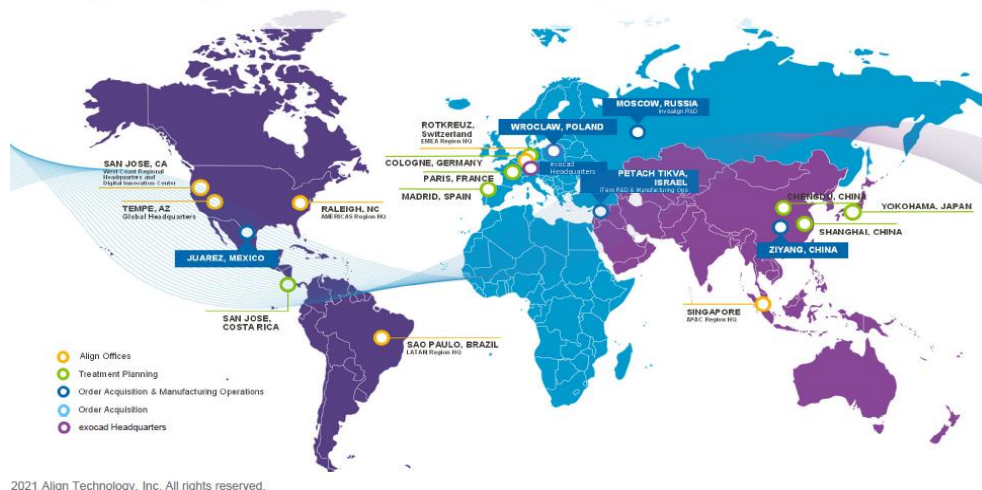 MOSCOW, RUSSIA
Invisalign R&D
ROTKREUZ,
Switzerland
EMEA Region HQ
WROCLAW, POLAND
SAN JOSE, CA
West Coast Regional
Headquarters and
Digital Innovation Center
COLOGNE, GERMANY
exocad
Headquarters
PARIS, FRANCE
PETACH TIKVA,
ISRAEL
iTero R&D & Manufacturing Ops
MADRID, SPAIN
CHENGDU, CHINA
TEMPE, AZ
Global Headquarters
RALEIGH, NC
AMERICAS Region HQ
YOKOHAMA, JAPAN
SHANGHAI, CHINA
JUAREZ, MEXICO
ZIYANG, CHINA
SAN JOSE,
COSTA RICA
SINGAPORE
APAC Region HQ
SAO PAULO, BRAZIL
LATAM Region HQ
Align Offices
Treatment Planning
Order Acquisition & Manufacturing Operations
Order Acquisition
exocad Headquarters
2021 Align Technology, Inc. All rights reserved.